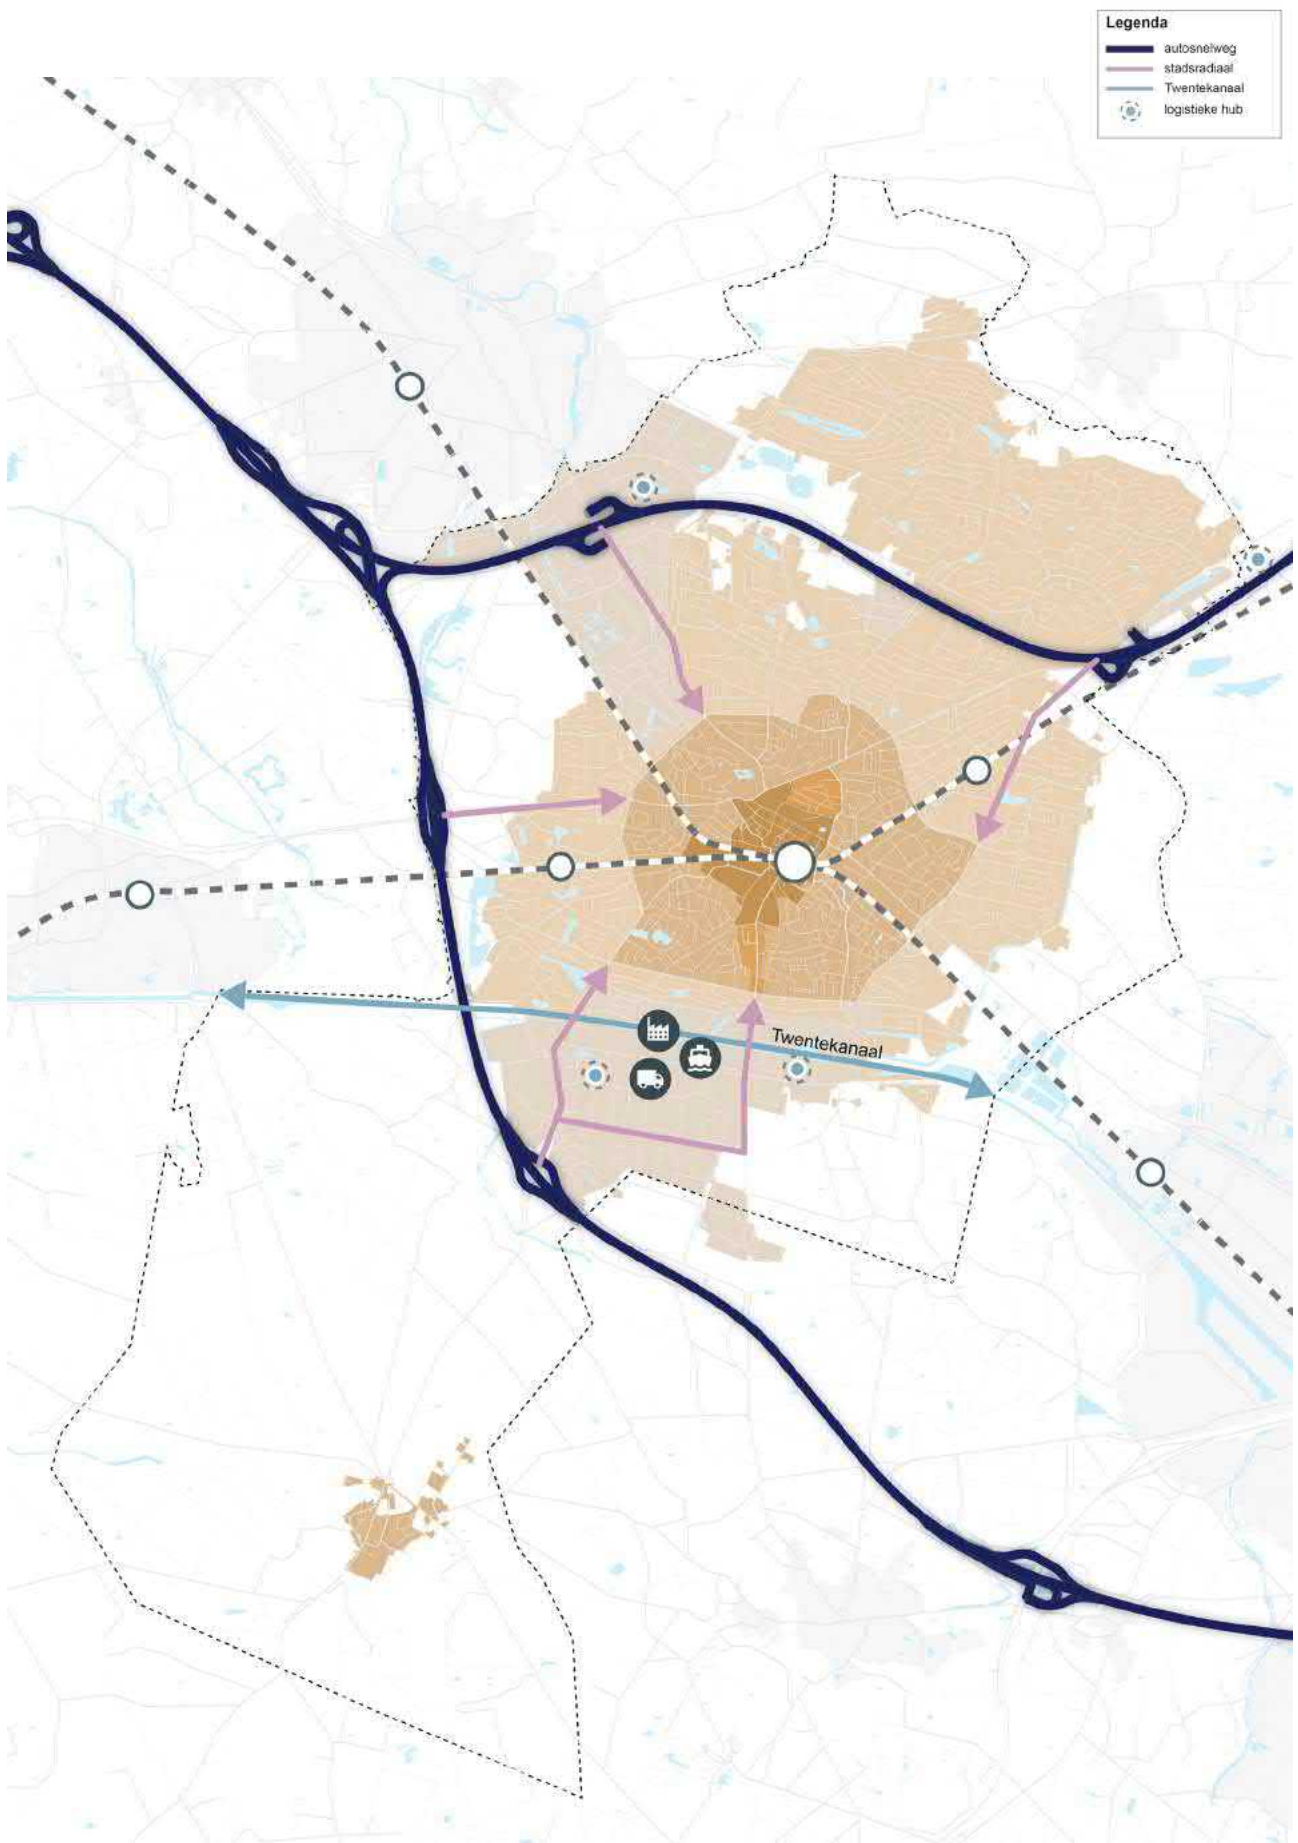 Legenda
autosnelweg
stadsradiaal
Twentekanaal
logistieke hub
Twentekanaal